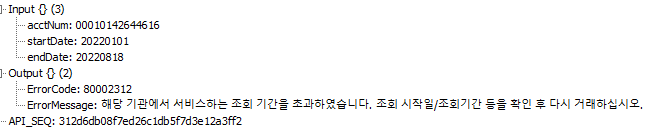 Input {} (3)
acctNum: 00010142644616
startDate: 20220101
endDate: 20220818
Output {} (2)
ErrorCode: 80002312
ErrorMessage: 해당 기관에서 서비스하는 조회 기간을 초과하였습니다. 조회 시작일/조회기간 등을 확인 후 다시 거래하십시오.
API_SEQ: 312d6db08f7ed26c1db5f7d3e12a3ff2